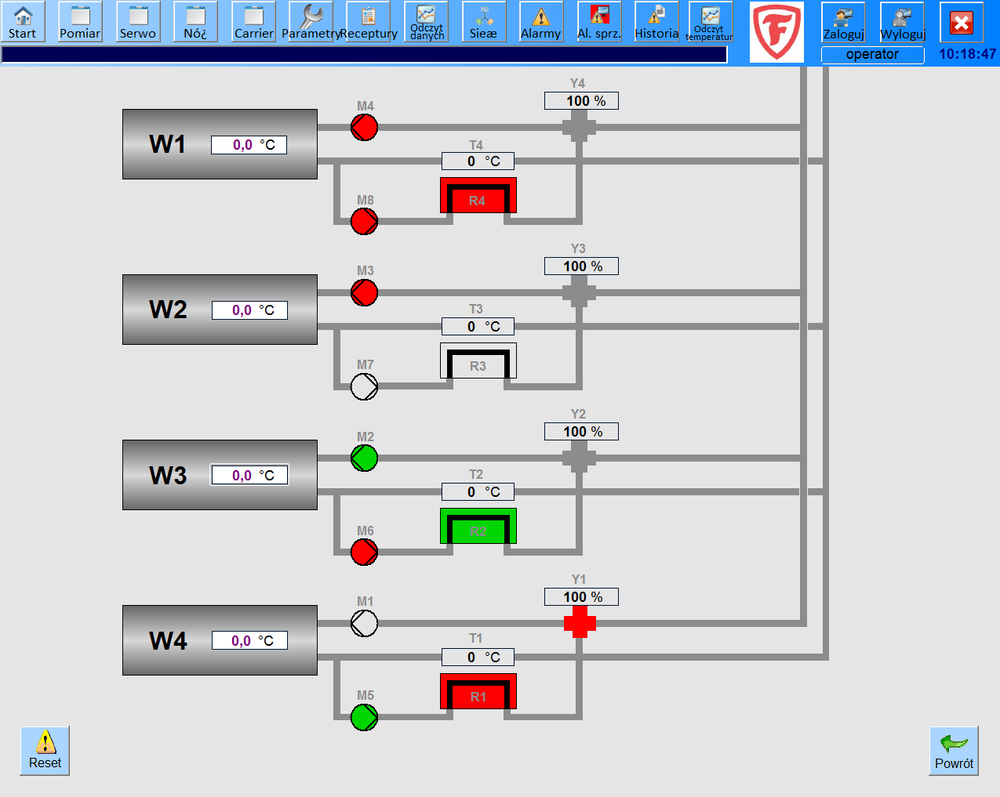 Start
Pomiar
Serwo
Nó¿
Carrier
Parametry
Receptury
Odczyt
danych
Sieæ
Alarmy
Al. sprz.
Historia
Odczyt
temperatur
Zaloguj
Wyloguj
operator
10:18:47
Y4
100 %
M4
W1 0,0 °C
T4
0 °C
M8
R4
Y3
100 %
M3
W2 0,0 °C
T3
0 °C
M7
R3
Y2
100 %
M2
W3 0,0 °C
T2
0 °C
M6
R2
Y1
100 %
M1
W4 0,0 °C
T1
0 °C
M5
R1
Reset
Powrót